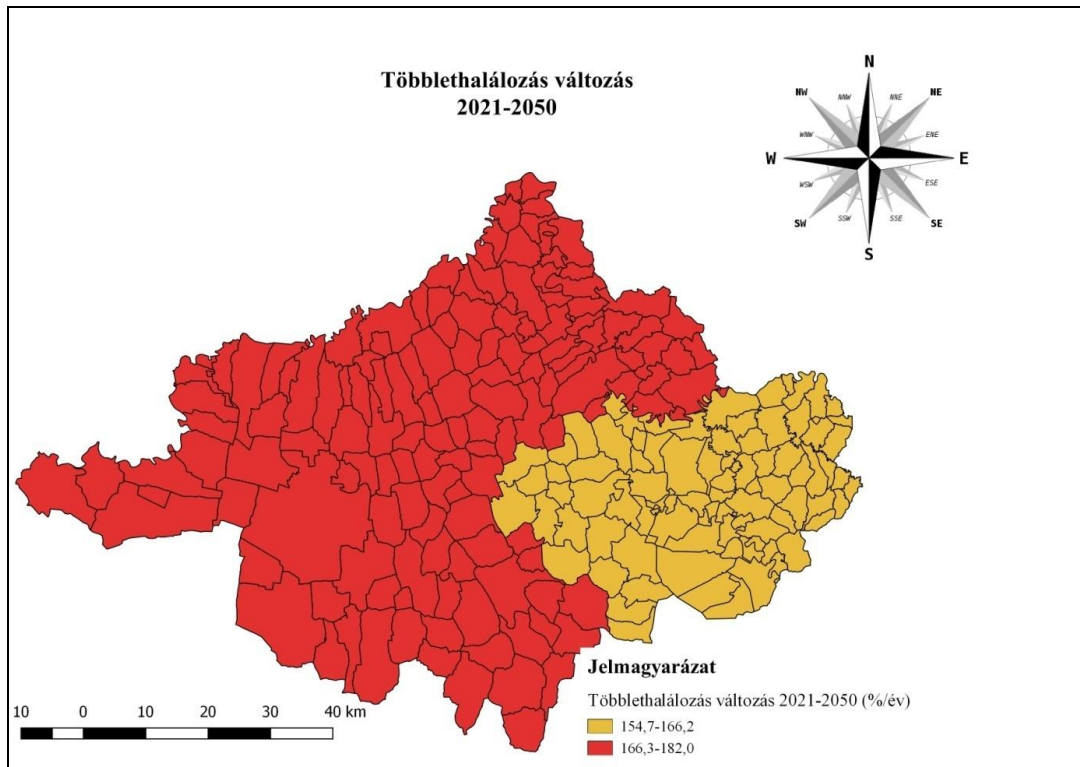 Többlethalálozás változás
2021-2050
N
NNW
NNE
NW
NE
WNW
ENE
W
E
WSW
ESE
SW
SE
SSW
SSE
S
Jelmagyarázat
Többlethalálozás változás 2021-2050 (%/év)
154,7-166,2
166,3-182,0
10 0 10 20 30 40 km